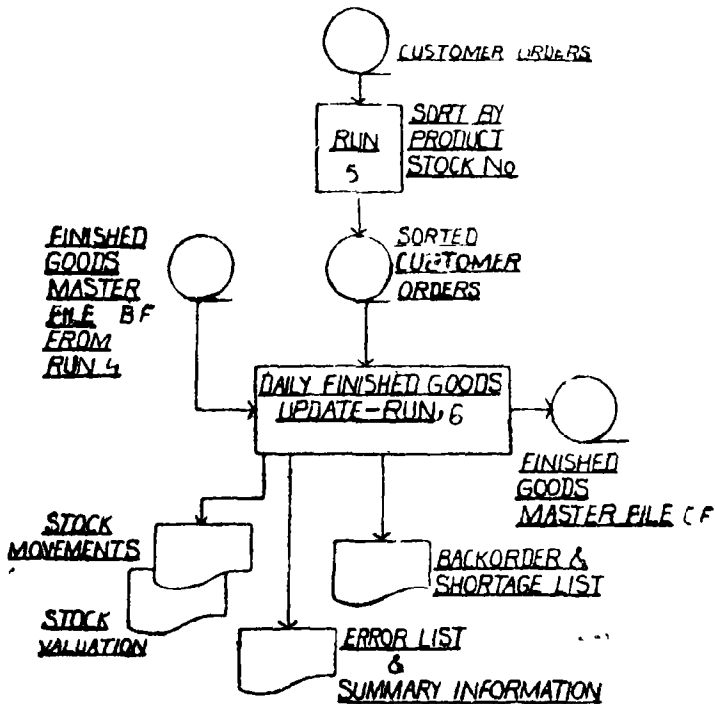 CUSTOMER ORDERS
RUN
5
SORT BY
PRODUCT
STOCK No
FINISHED
GOODS
MASTER
FILE BF
FROM
RUN 4
SORTED
CUSTOMER
ORDERS
DAILY FINISHED GOODS
UPDATE-RUN, 6
FINISHED
GOODS
MASTER FILE CF
STOCK
MOVEMENTS
STOCK
VALUATION
BACKORDER &
SHORTAGE LIST
ERROR LIST
&
SUMMARY INFORMATION